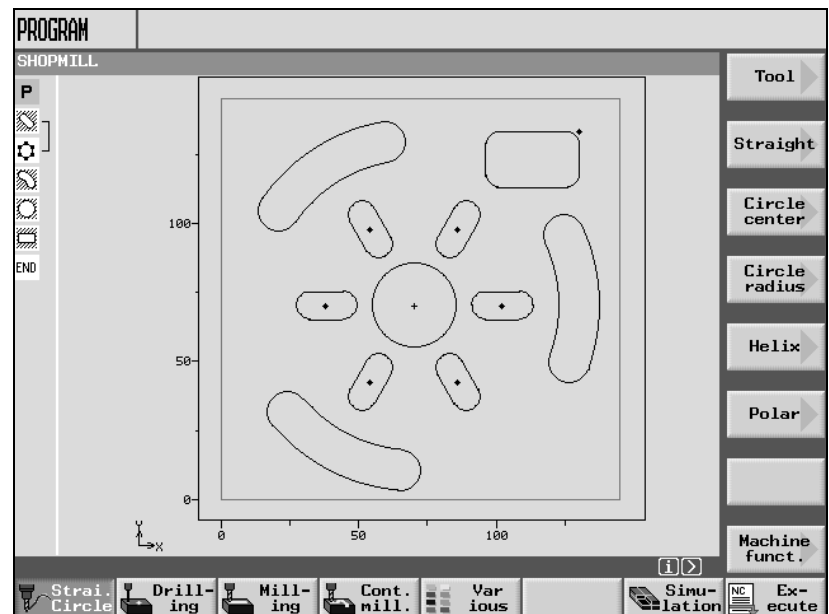 PROGRAM
SHOPMILL
P
END
100
50
0
0
50
100
Y
X
Tool
Straight
Circle
center
Circle
radius
Helix
Polar
Machine
funct.
i >
Strai.
Circle
Drill-
ing
Mill-
ing
Cont.
mill.
Var
ious
Simu-
lation
NC
Ex-
ecute